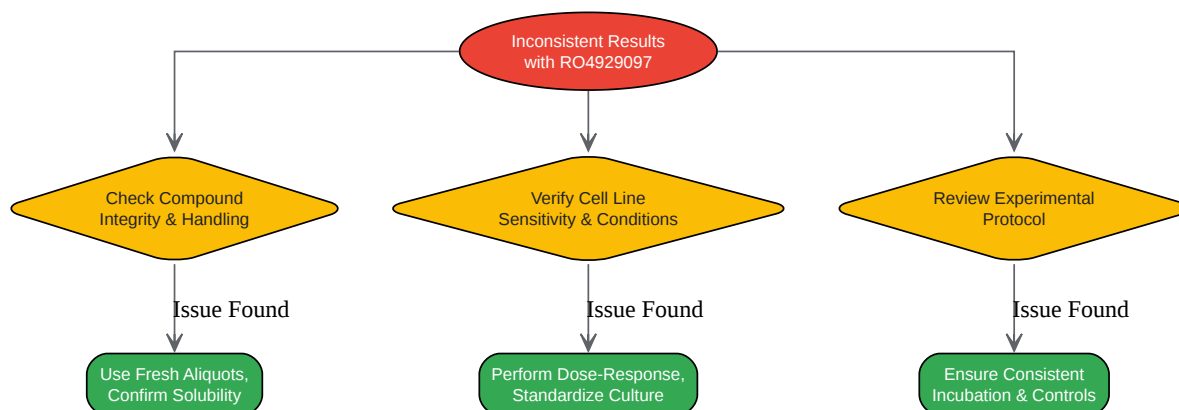 Inconsistent Results
with RO4929097
Check Compound
Integrity & Handling
Verify Cell Line
Sensitivity & Conditions
Review Experimental
Protocol
Issue Found
Issue Found
Issue Found
Use Fresh Aliquots,
Confirm Solubility
Perform Dose-Response,
Standardize Culture
Ensure Consistent
Incubation & Controls